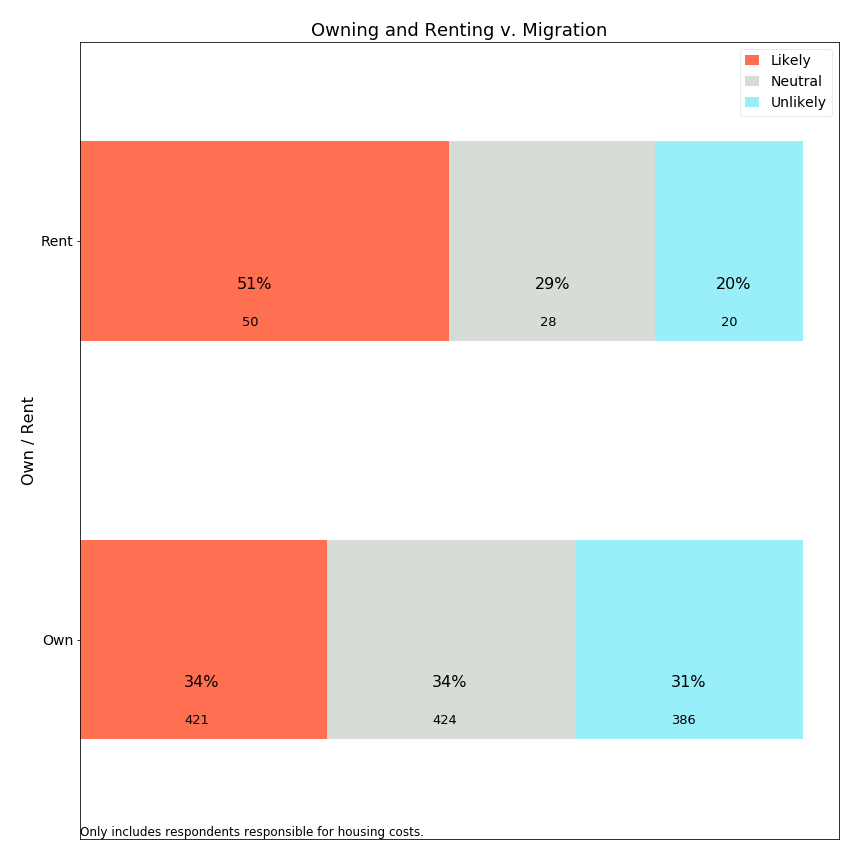 Owning and Renting v. Migration
Likely
Neutral
Unlikely
Rent
51%
29%
20%
50
28
20
Own / Rent
Own
34%
34%
31%
421
424
386
Only includes respondents responsible for housing costs.